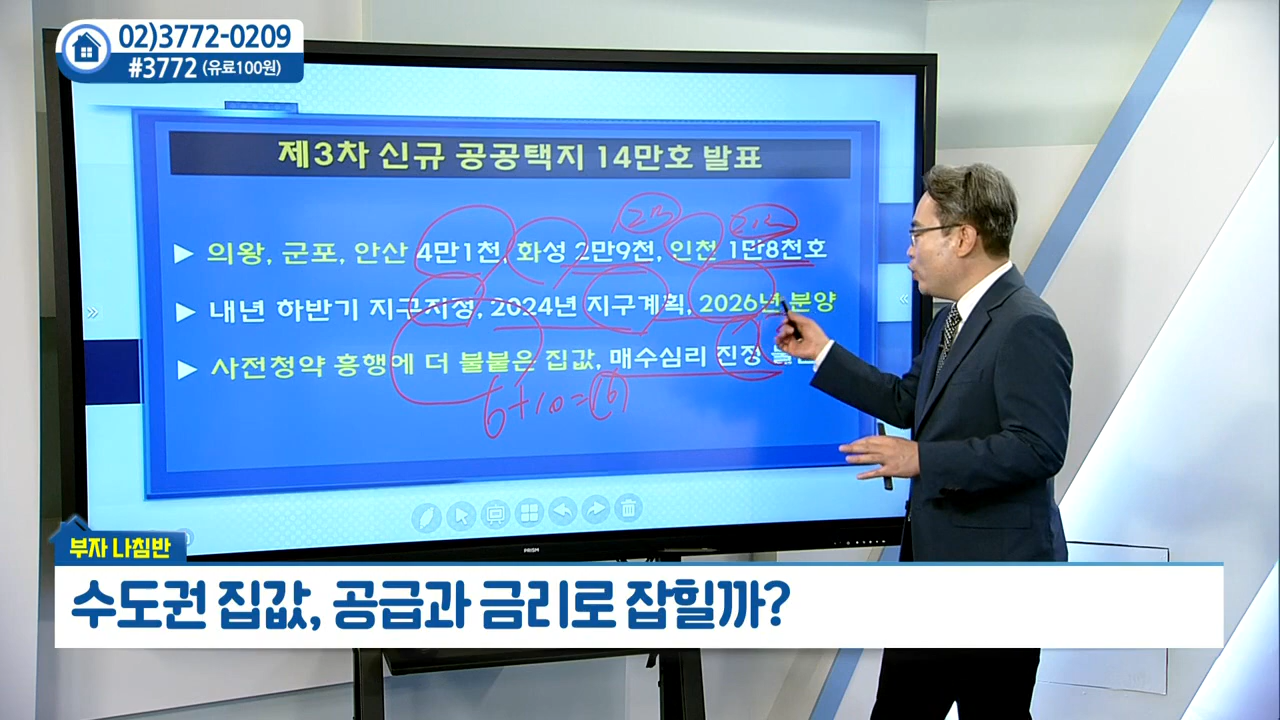 02)3772-0209
#3772 (유료100원)
제3차 신규 공공택지 14만호 발표
▶ 의왕, 군포, 안산 4만1천, 화성 2만9천, 인천 1만8천호
▶ 내년 하반기 지구지정, 2024년 지구계획, 2026년 분양
▶ 사전청약 흥행에 더 불붙은 집값, 매수심리 진정
6+10=16
PRISM
부자 나침반
수도권 집값, 공급과 금리로 잡힐까?